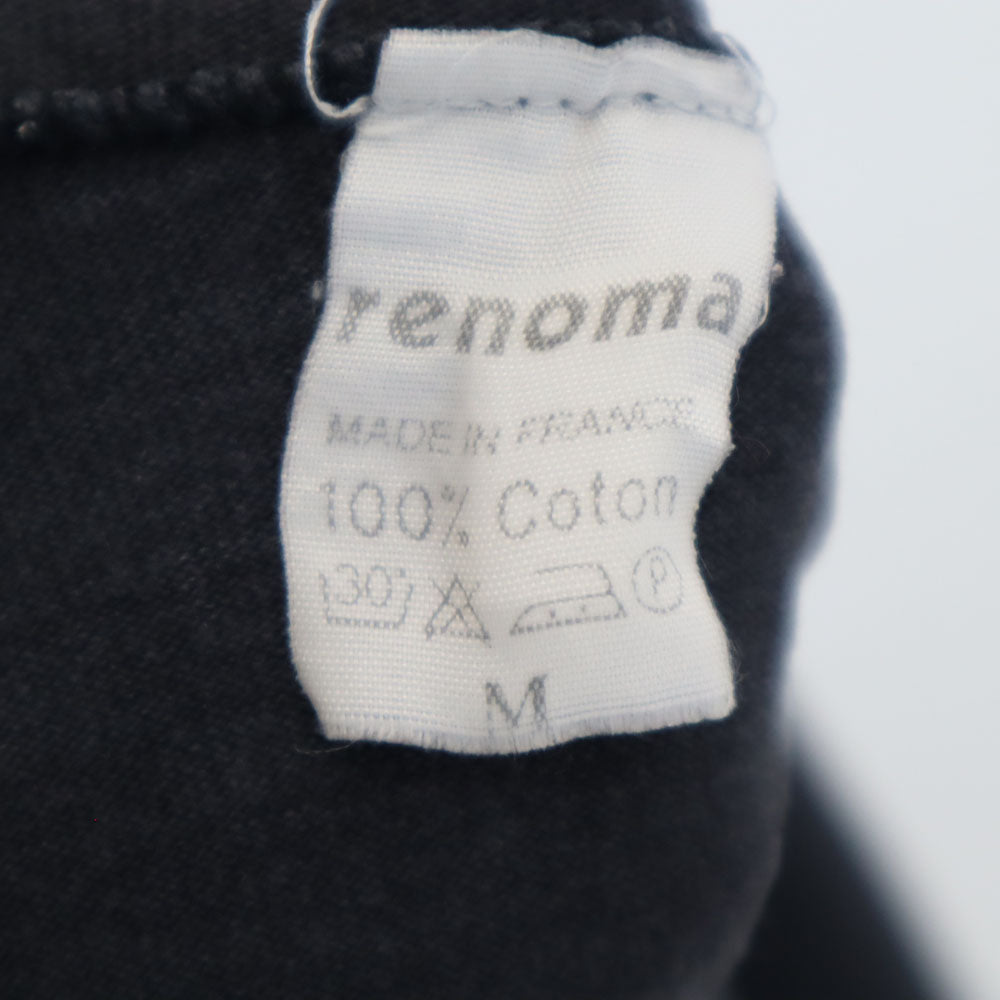 renoma
MADE IN FRANCE
100% Coton
30° P
M